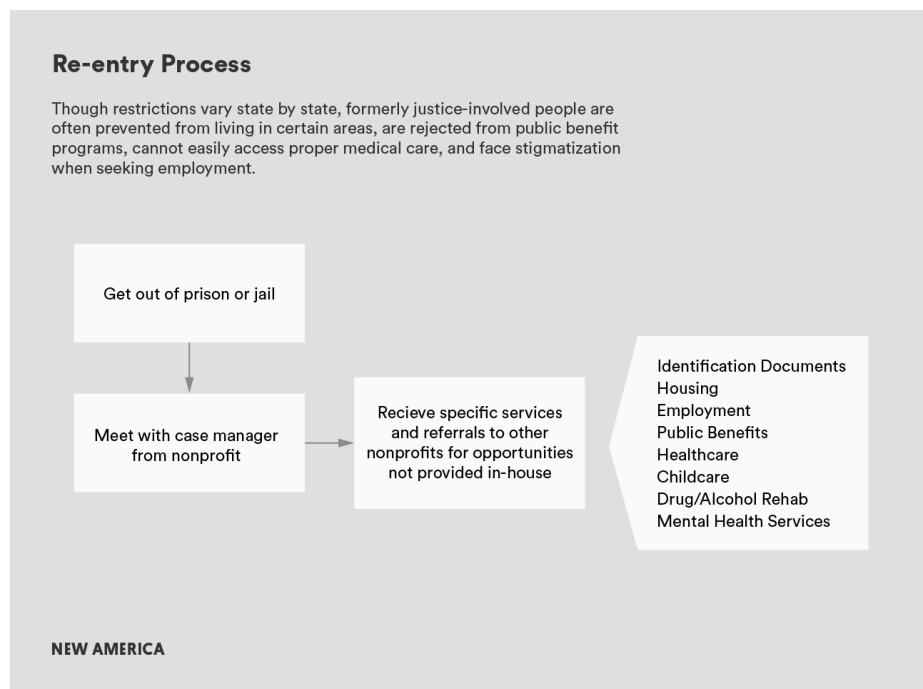 Re-entry Process
Though restrictions vary state by state, formerly justice-involved people are
often prevented from living in certain areas, are rejected from public benefit
programs, cannot easily access proper medical care, and face stigmatization
when seeking employment.
Get out of prison or jail
Meet with case manager
from nonprofit
Recieve specific services
and referrals to other
nonprofits for opportunities
not provided in-house
Identification Documents
Housing
Employment
Public Benefits
Healthcare
Childcare
Drug/Alcohol Rehab
Mental Health Services
NEW AMERICA